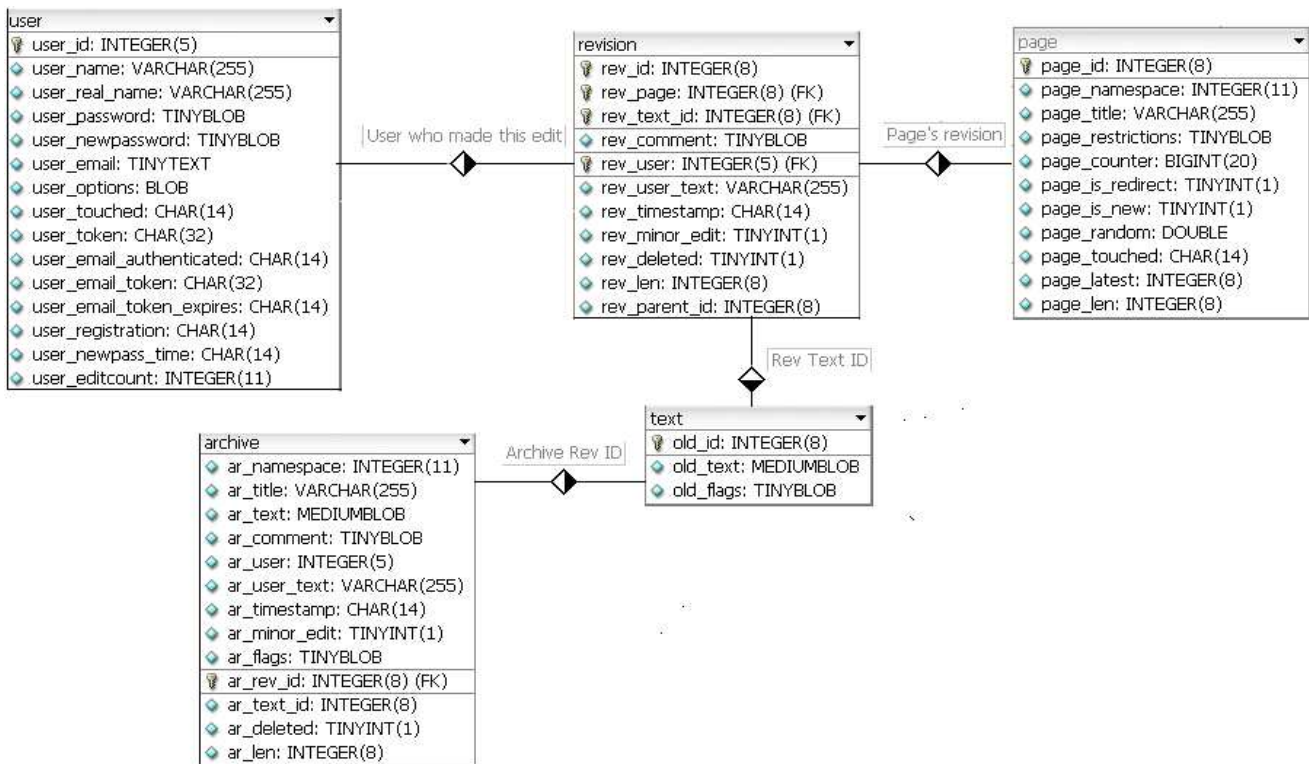 user
user_id: INTEGER(5)
user_name: VARCHAR(255)
user_real_name: VARCHAR(255)
user_password: TINYBLOB
user_newpassword: TINYBLOB
user_email: TINYTEXT
user_options: BLOB
user_touched: CHAR(14)
user_token: CHAR(32)
user_email_authenticated: CHAR(14)
user_email_token: CHAR(32)
user_email_token_expires: CHAR(14)
user_registration: CHAR(14)
user_newpass_time: CHAR(14)
user_editcount: INTEGER(11)
User who made this edit
revision
rev_id: INTEGER(8)
rev_page: INTEGER(8) (FK)
rev_text_id: INTEGER(8) (FK)
rev_comment: TINYBLOB
rev_user: INTEGER(5) (FK)
rev_user_text: VARCHAR(255)
rev_timestamp: CHAR(14)
rev_minor_edit: TINYINT(1)
rev_deleted: TINYINT(1)
rev_len: INTEGER(8)
rev_parent_id: INTEGER(8)
Page's revision
page
page_id: INTEGER(8)
page_namespace: INTEGER(11)
page_title: VARCHAR(255)
page_restrictions: TINYBLOB
page_counter: BIGINT(20)
page_is_redirect: TINYINT(1)
page_is_new: TINYINT(1)
page_random: DOUBLE
page_touched: CHAR(14)
page_latest: INTEGER(8)
page_len: INTEGER(8)
Rev Text ID
text
old_id: INTEGER(8)
old_text: MEDIUMBLOB
old_flags: TINYBLOB
Archive Rev ID
archive
ar_namespace: INTEGER(11)
ar_title: VARCHAR(255)
ar_text: MEDIUMBLOB
ar_comment: TINYBLOB
ar_user: INTEGER(5)
ar_user_text: VARCHAR(255)
ar_timestamp: CHAR(14)
ar_minor_edit: TINYINT(1)
ar_flags: TINYBLOB
ar_rev_id: INTEGER(8) (FK)
ar_text_id: INTEGER(8)
ar_deleted: TINYINT(1)
ar_len: INTEGER(8)